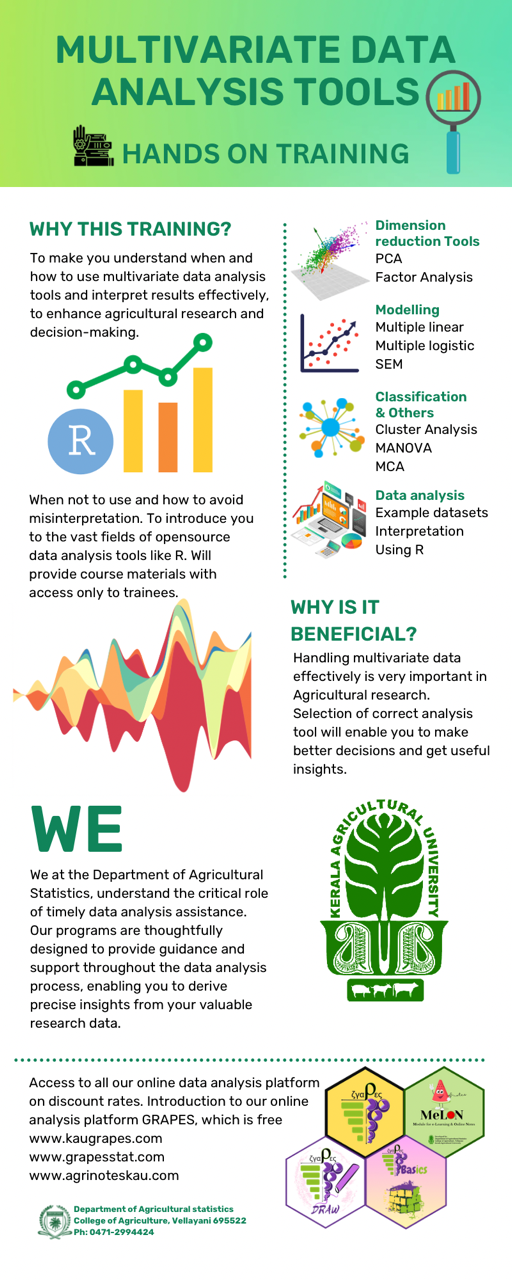 MULTIVARIATE DATA
ANALYSIS TOOLS
HANDS ON TRAINING
WHY THIS TRAINING?
To make you understand when and
how to use multivariate data analysis
tools and interpret results effectively,
to enhance agricultural research and
decision-making.
R
When not to use and how to avoid
misinterpretation. To introduce you
to the vast fields of opensource
data analysis tools like R. Will
provide course materials with
access only to trainees.
Dimension
reduction Tools
PCA
Factor Analysis
Modelling
Multiple linear
Multiple logistic
SEM
Classification
& Others
Cluster Analysis
MANOVA
MCA
Data analysis
Example datasets
Interpretation
Using R
WHY IS IT
BENEFICIAL?
Handling multivariate data
effectively is very important in
Agricultural research.
Selection of correct analysis
tool will enable you to make
better decisions and get useful
insights.
WE
We at the Department of Agricultural
Statistics, understand the critical role
of timely data analysis assistance.
Our programs are thoughtfully
designed to provide guidance and
support throughout the data analysis
process, enabling you to derive
precise insights from your valuable
research data.
KERALA AGRICULTURAL UNIVERSITY
Access to all our online data analysis platform
on discount rates. Introduction to our online
analysis platform GRAPES, which is free
www.kaugrapes.com
www.grapesstat.com
www.agrinoteskau.com
MeLON
Module for e-Learning & Online Notes
DRAW
Basics
Department of Agricultural statistics
College of Agriculture, Vellayani 695522
Ph: 0471-2994424